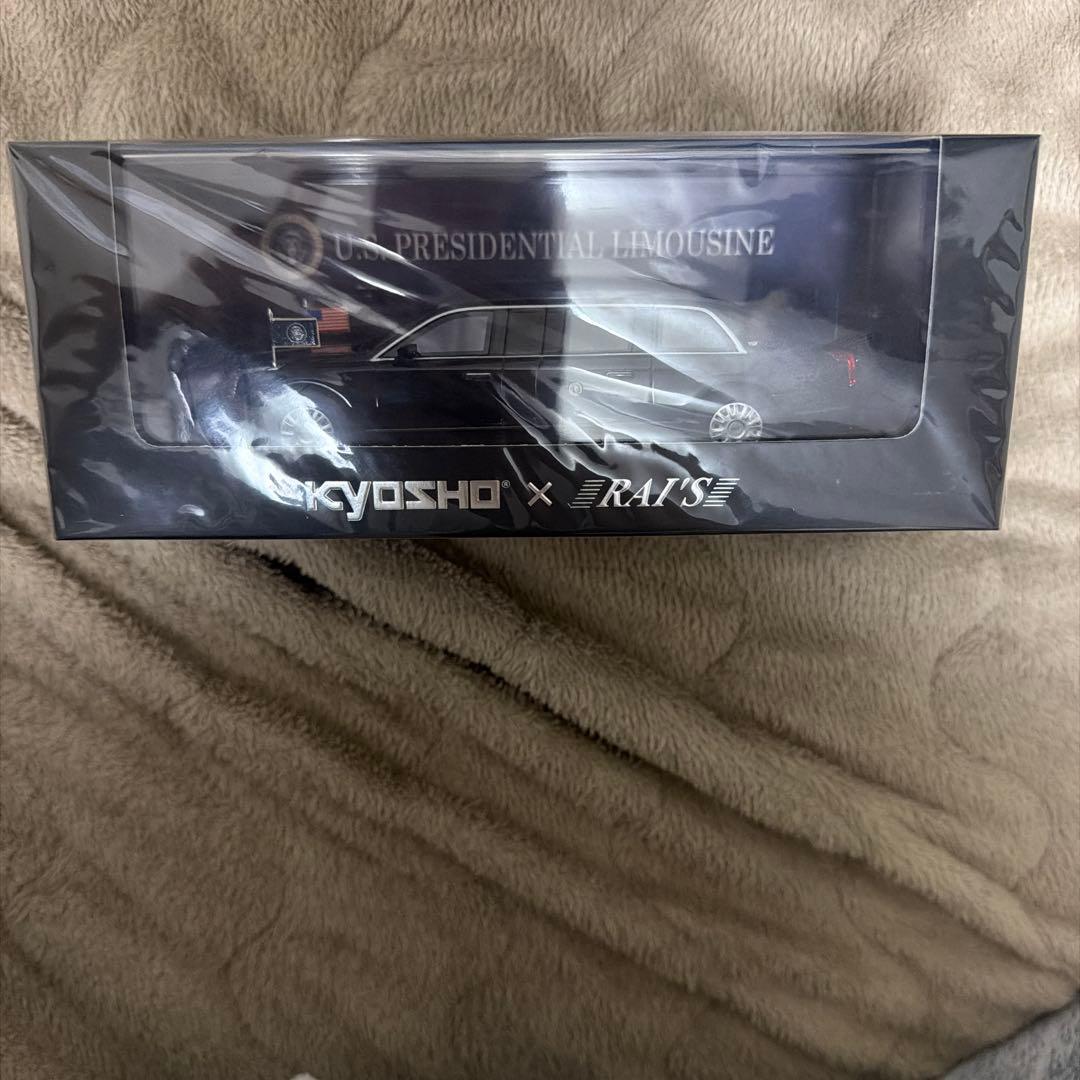 U.S. PRESIDENTIAL LIMOUSINE
KYOSHO® × RAI'S